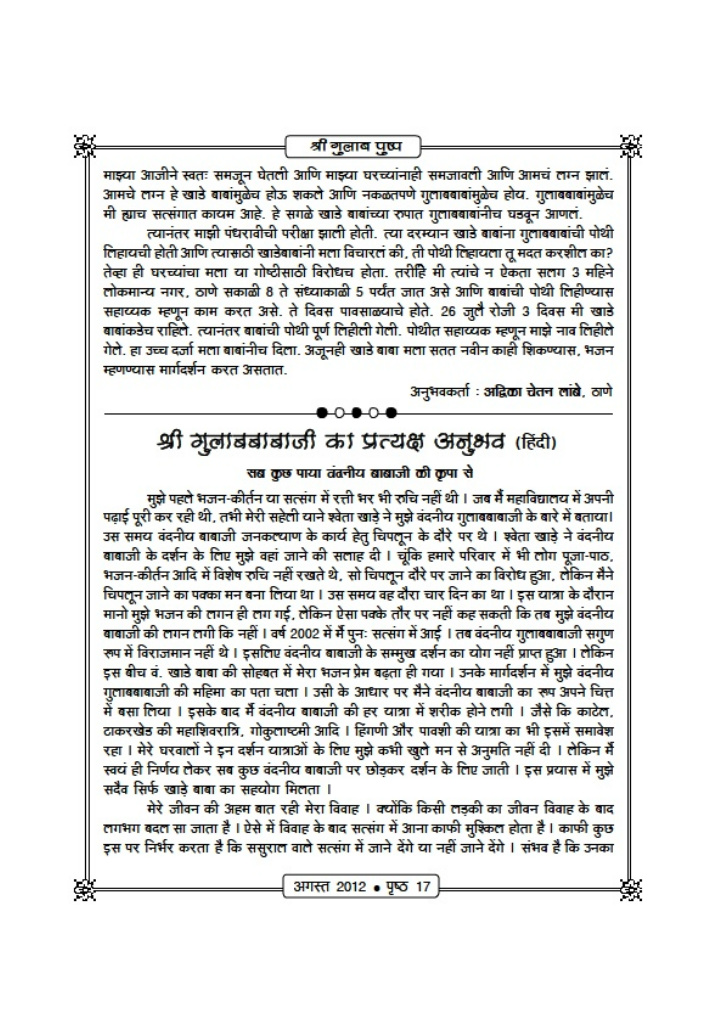 श्री गुलाब पुष्प
माझ्या आजीने स्वतः समजून घेतली आणि माझ्या घरच्यांनाही समजावली आणि आमचं लग्न झालं.
आमचे लग्न हे खाडे बाबांमुळेच होऊ शकले आणि नकळतपणे गुलाबबाबांमुळेच होय. गुलाबबाबांमुळेच
मी ह्याच सत्संगात कायम आहे. हे सगळे खाडे बाबांच्या रुपात गुलाबबाबांनीच घडवून आणलं.
त्यानंतर माझी पंधरावीची परीक्षा झाली होती. त्या दरम्यान खाडे बाबांना गुलाबबाबांची पोथी
लिहायची होती आणि त्यासाठी खाडेबाबांनी मला विचारलं की, ती पोथी लिहायला तू मदत करशील का?
तेव्हा ही घरच्यांचा मला या गोष्टीसाठी विरोधच होता. तरीहि मी त्यांचे न ऐकता सलग 3 महिने
लोकमान्य नगर, ठाणे सकाळी 8 ते संध्याकाळी 5 पर्यंत जात असे आणि बाबांची पोथी लिहीण्यास
सहाय्यक म्हणून काम करत असे. ते दिवस पावसाळ्याचे होते. 26 जुलै रोजी 3 दिवस मी खाडे
बाबांकडेच राहिले. त्यानंतर बाबांची पोथी पूर्ण लिहीली गेली. पोथीत सहाय्यक म्हणून माझे नाव लिहीले
गेले. हा उच्च दर्जा मला बाबांनीच दिला. अजूनही खाडे बाबा मला सतत नवीन काही शिकण्यास, भजन
म्हणण्यास मार्गदर्शन करत असतात.
अनुभवकर्ता : अद्विका चेतन लांबे, ठाणे
श्री गुलाबबाबाजी का प्रत्यक्ष अनुभव (हिंदी)
सब कुछ पाया वंदनीय बाबाजी की कृपा से
मुझे पहले भजन-कीर्तन या सत्संग में रत्ती भर भी रुचि नहीं थी । जब मैं महाविद्यालय में अपनी
पढ़ाई पूरी कर रही थी, तभी मेरी सहेली याने श्वेता खाड़े ने मुझे वंदनीय गुलाबबाबाजी के बारे में बताया।
उस समय वंदनीय बाबाजी जनकल्याण के कार्य हेतु चिपलून के दौरे पर थे । श्वेता खाड़े ने वंदनीय
बाबाजी के दर्शन के लिए मुझे वहां जाने की सलाह दी । चूंकि हमारे परिवार में भी लोग पूजा-पाठ,
भजन-कीर्तन आदि में विशेष रुचि नहीं रखते थे, सो चिपलून दौरे पर जाने का विरोध हुआ, लेकिन मैने
चिपलून जाने का पक्का मन बना लिया था । उस समय वह दौरा चार दिन का था । इस यात्रा के दौरान
मानो मुझे भजन की लगन ही लग गई, लेकिन ऐसा पक्के तौर पर नहीं कह सकती कि तब मुझे वंदनीय
बाबाजी की लगन लगी कि नहीं । वर्ष 2002 में मैं पुनः सत्संग में आई । तब वंदनीय गुलाबबाबाजी सगुण
रूप में विराजमान नहीं थे । इसलिए वंदनीय बाबाजी के सम्मुख दर्शन का योग नहीं प्राप्त हुआ । लेकिन
इस बीच वं. खाडे बाबा की सोहबत में मेरा भजन प्रेम बढ़ता ही गया । उनके मार्गदर्शन में मुझे वंदनीय
गुलाबबाबाजी की महिमा का पता चला । उसी के आधार पर मैने वंदनीय बाबाजी का रूप अपने चित्त
में बसा लिया । इसके बाद मैं वंदनीय बाबाजी की हर यात्रा में शरीक होने लगी । जैसे कि काटेल,
टाकरखेड की महाशिवरात्रि, गोकुलाष्टमी आदि । हिंगणी और पावशी की यात्रा का भी इसमें समावेश
रहा । मेरे घरवालों ने इन दर्शन यात्राओं के लिए मुझे कभी खुले मन से अनुमति नहीं दी । लेकिन मैं
स्वयं ही निर्णय लेकर सब कुछ वंदनीय बाबाजी पर छोड़कर दर्शन के लिए जाती । इस प्रयास में मुझे
सदैव सिर्फ खाड़े बाबा का सहयोग मिलता ।
मेरे जीवन की अहम बात रही मेरा विवाह । क्योंकि किसी लड़की का जीवन विवाह के बाद
लगभग बदल सा जाता है । ऐसे में विवाह के बाद सत्संग में आना काफी मुश्किल होता है । काफी कुछ
इस पर निर्भर करता है कि ससुराल वाले सत्संग में जाने देंगे या नहीं जाने देंगे । संभव है कि उनका
अगस्त 2012 ● पृष्ठ 17